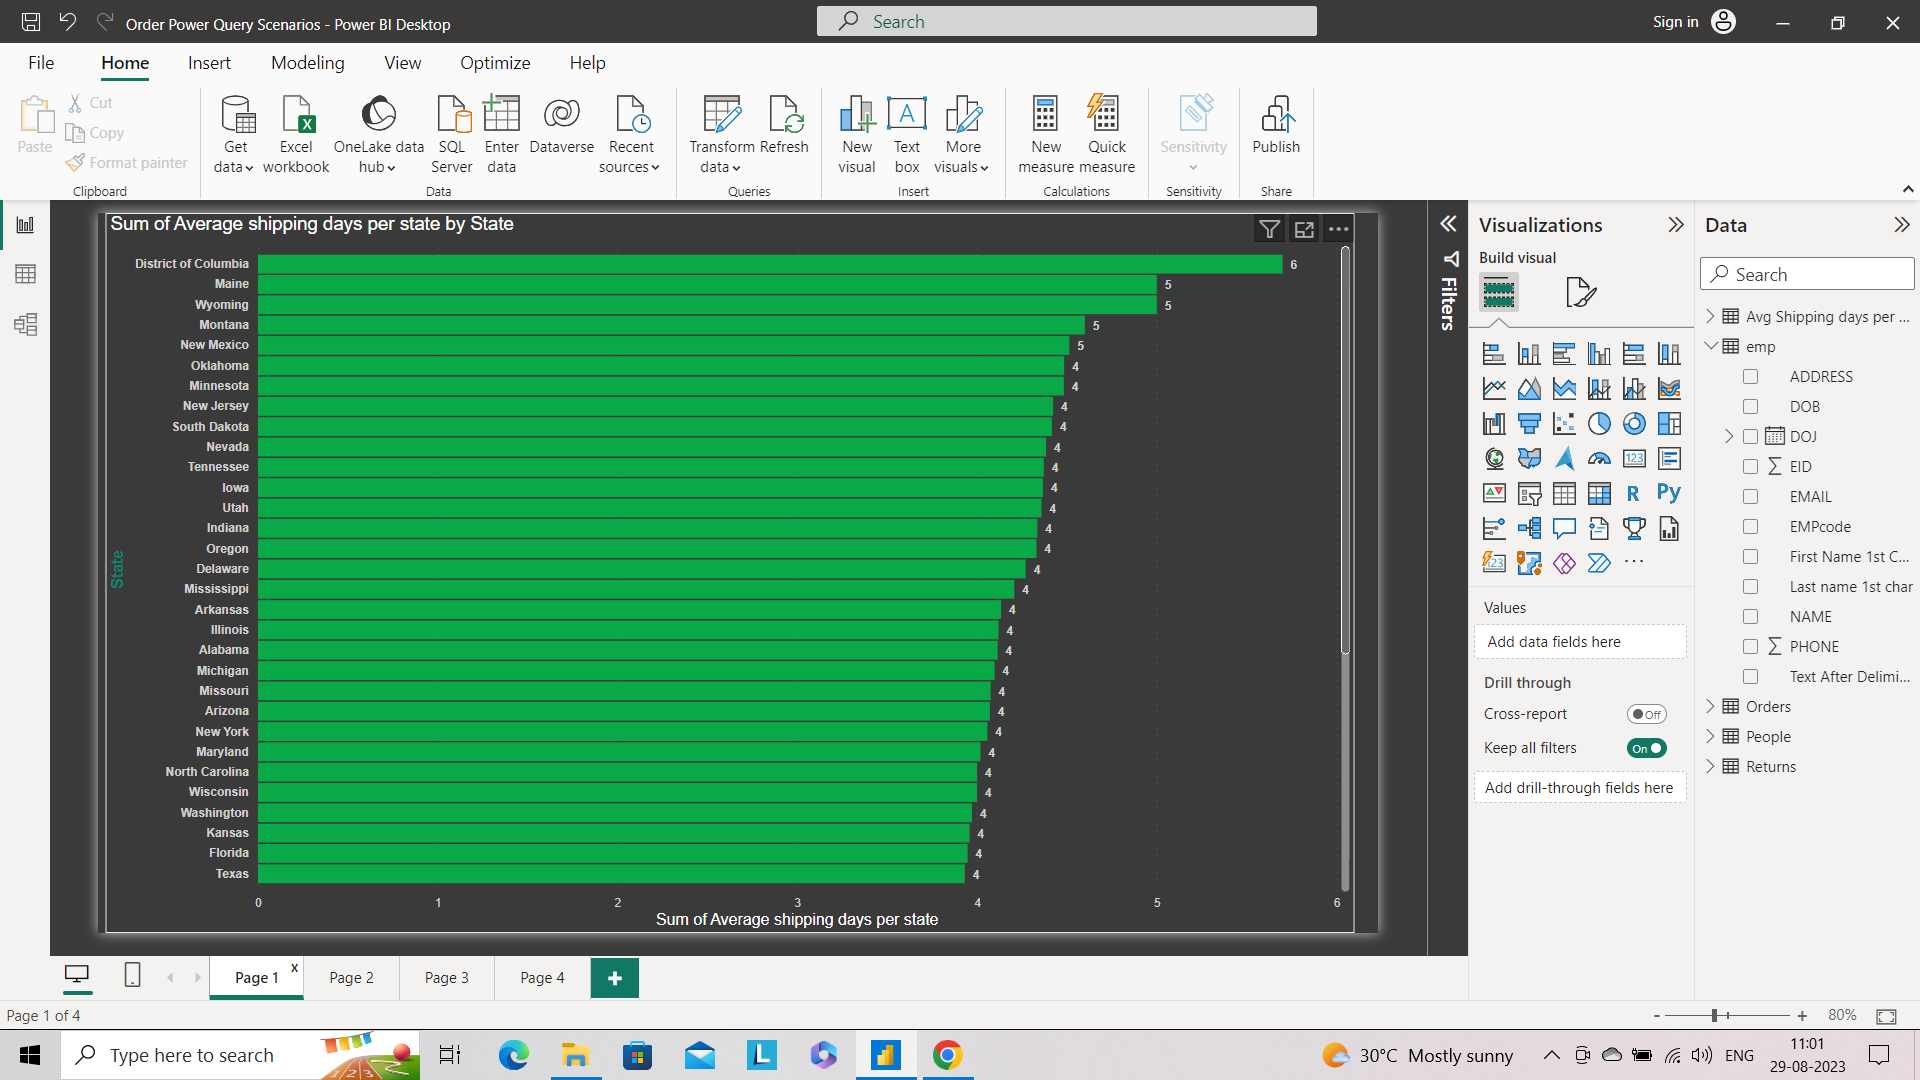 Order Power Query Scenarios - Power BI Desktop
Search
Sign in
File
Home
Insert
Modeling
View
Optimize
Help
Paste
Cut
Copy
Format painter
Clipboard
Get data
Excel workbook
OneLake data hub
SQL Server
Enter data
Dataverse
Recent sources
Data
Transform data
Refresh
Queries
New visual
Text box
More visuals
Insert
New measure
Quick measure
Calculations
Sensitivity
Sensitivity
Publish
Share
Sum of Average shipping days per state by State
State
District of Columbia 6
Maine 5
Wyoming 5
Montana 5
New Mexico 5
Oklahoma 4
Minnesota 4
New Jersey 4
South Dakota 4
Nevada 4
Tennessee 4
Iowa 4
Utah 4
Indiana 4
Oregon 4
Delaware 4
Mississippi 4
Arkansas 4
Illinois 4
Alabama 4
Michigan 4
Missouri 4
Arizona 4
New York 4
Maryland 4
North Carolina 4
Wisconsin 4
Washington 4
Kansas 4
Florida 4
Texas 4
0 1 2 3 4 5 6
Sum of Average shipping days per state
Filters
Visualizations
Build visual
123
R
Py
123
Values
Add data fields here
Drill through
Cross-report
Off
Keep all filters
On
Add drill-through fields here
Data
Search
Avg Shipping days per ...
emp
ADDRESS
DOB
DOJ
EID
EMAIL
EMPcode
First Name 1st C...
Last name 1st char
NAME
PHONE
Text After Delimi...
Orders
People
Returns
Page 1
x
Page 2
Page 3
Page 4
+
Page 1 of 4
- + 80%
Type here to search
30°C Mostly sunny
ENG
11:01
29-08-2023